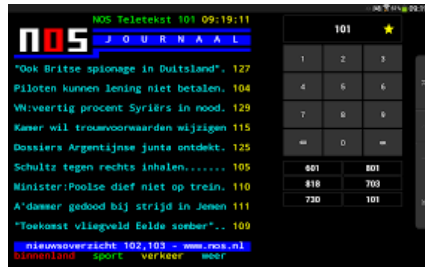 NOS Teletekst 101 09:19:11
nos
JOURNAAL
"Ook Britse spionage in Duitsland". 127
Piloten kunnen lening niet betalen. 104
VN:veertig procent Syriërs in nood. 129
Kamer wil trouwvoorwaarden wijzigen 115
Dossiers Argentijnse junta ontdekt. 125
Schultz tegen rechts inhalen....... 105
Minister:Poolse dief niet op trein. 110
A'dammer gedood bij strijd in Jemen 111
"Toekomst vliegveld Eelde somber".. 109
nieuwsoverzicht 102,103 - www.nos.nl
binnenland sport verkeer weer
101
1 2 3
4 5 6
7 8 9
0
601 801
818 703
730 101